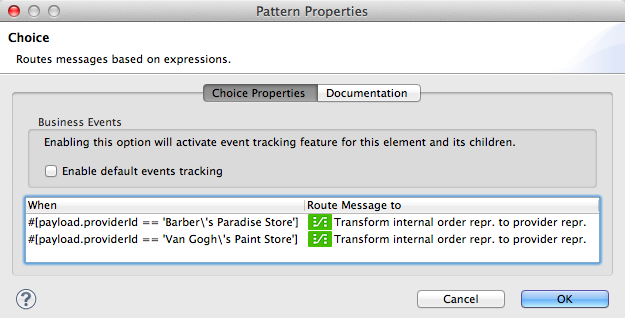 Pattern Properties
Choice
Routes messages based on expressions.
Choice Properties Documentation
Business Events
Enabling this option will activate event tracking feature for this element and its children.
Enable default events tracking
When Route Message to
#[payload.providerId == 'Barber\'s Paradise Store'] Transform internal order repr. to provider repr.
#[payload.providerId == 'Van Gogh\'s Paint Store'] Transform internal order repr. to provider repr.
? Cancel OK